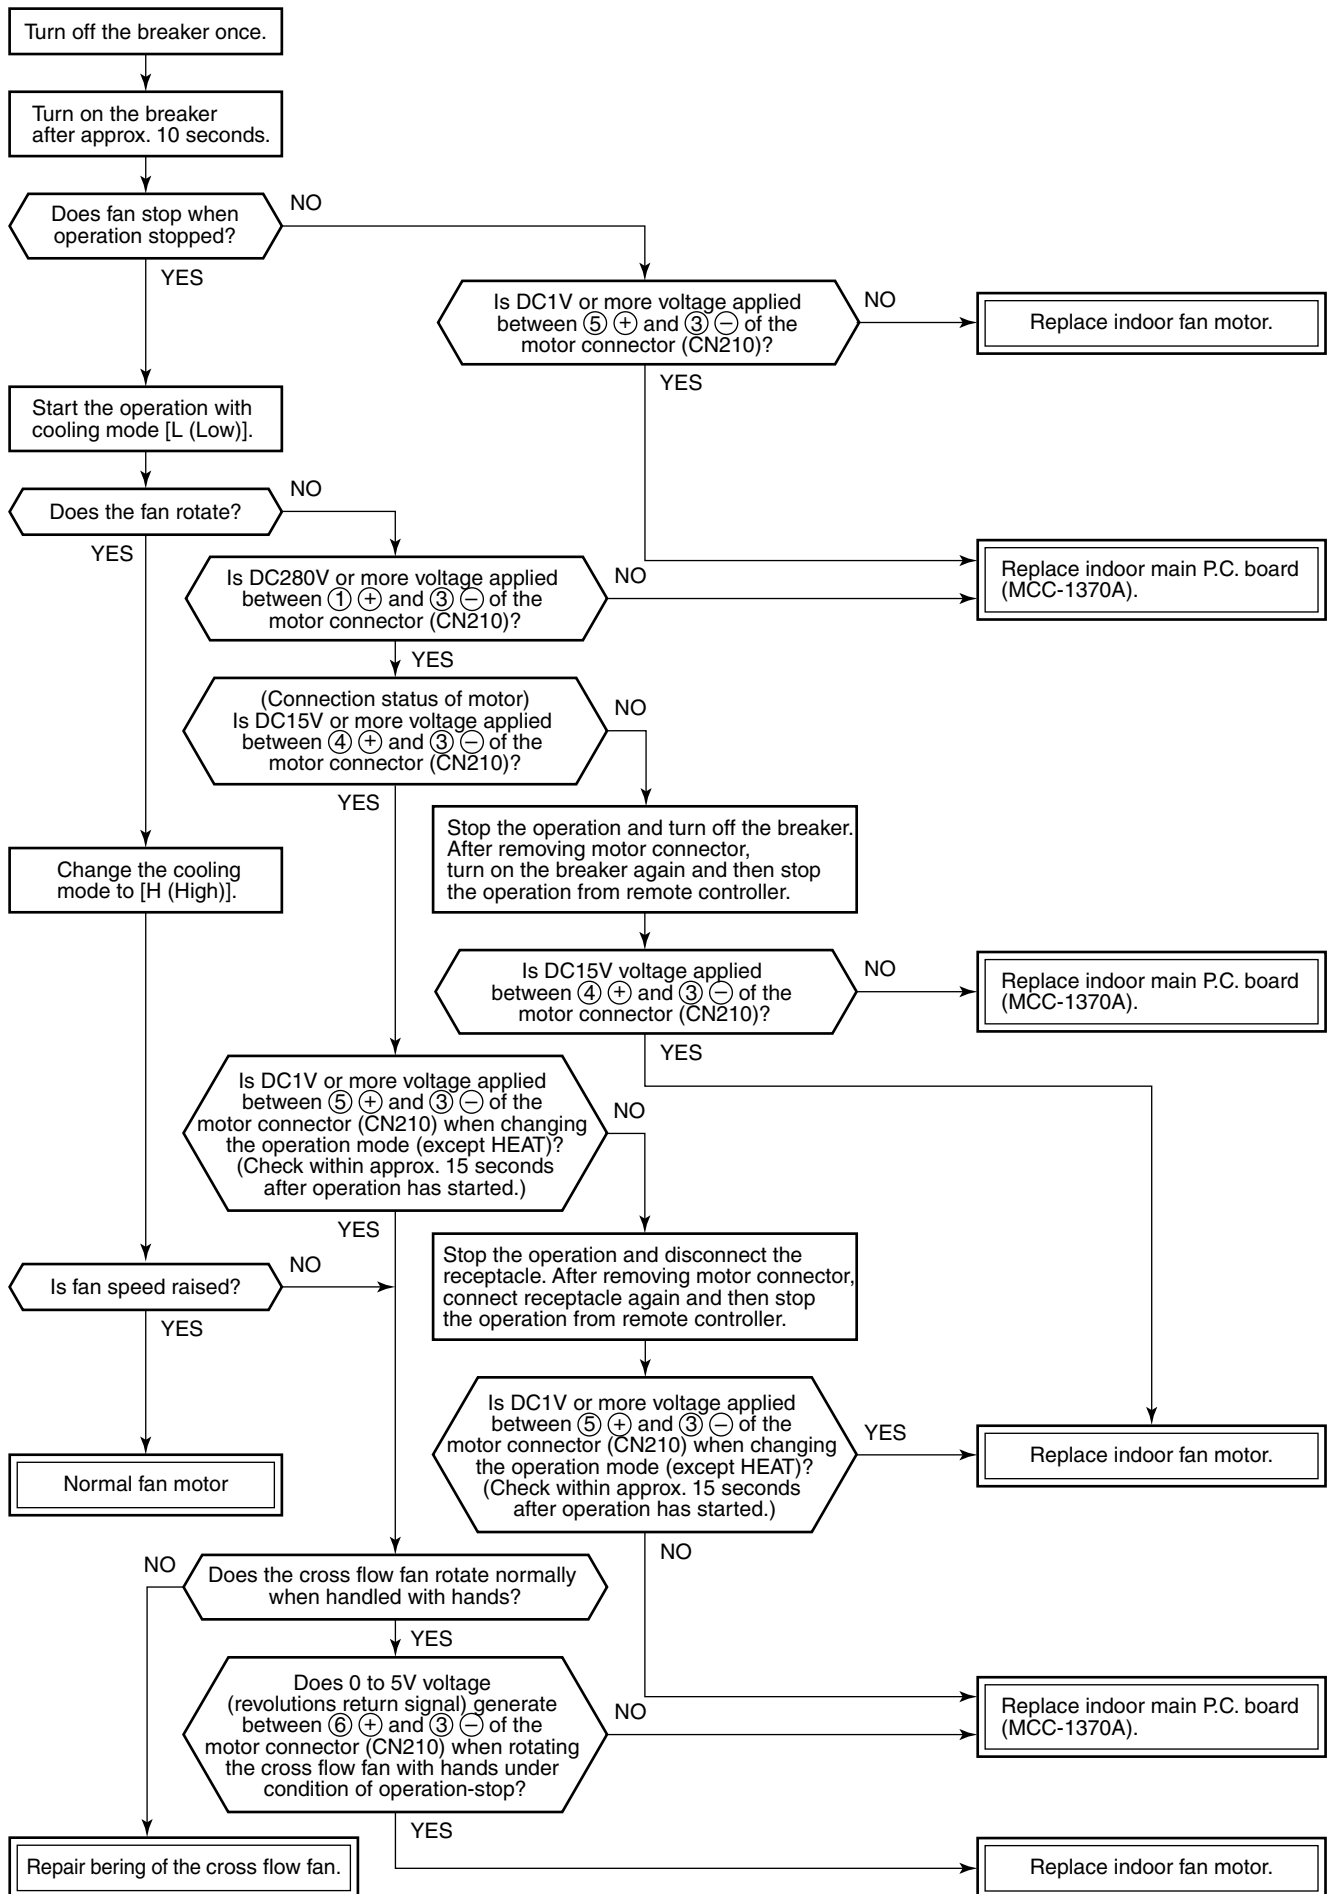 Turn off the breaker once.
Turn on the breaker
after approx. 10 seconds.
Does fan stop when
operation stopped?
NO
YES
Is DC1V or more voltage applied
between ⑤ ⊕ and ③ ⊖ of the
motor connector (CN210)?
NO
Replace indoor fan motor.
YES
Start the operation with
cooling mode [L (Low)].
Does the fan rotate?
NO
YES
Is DC280V or more voltage applied
between ① ⊕ and ③ ⊖ of the
motor connector (CN210)?
NO
Replace indoor main P.C. board
(MCC-1370A).
YES
(Connection status of motor)
Is DC15V or more voltage applied
between ④ ⊕ and ③ ⊖ of the
motor connector (CN210)?
NO
YES
Stop the operation and turn off the breaker.
After removing motor connector,
turn on the breaker again and then stop
the operation from remote controller.
Change the cooling
mode to [H (High)].
Is DC15V voltage applied
between ④ ⊕ and ③ ⊖ of the
motor connector (CN210)?
NO
Replace indoor main P.C. board
(MCC-1370A).
YES
Is DC1V or more voltage applied
between ⑤ ⊕ and ③ ⊖ of the
motor connector (CN210) when changing
the operation mode (except HEAT)?
(Check within approx. 15 seconds
after operation has started.)
NO
YES
Stop the operation and disconnect the
receptacle. After removing motor connector,
connect receptacle again and then stop
the operation from remote controller.
Is fan speed raised?
NO
YES
Is DC1V or more voltage applied
between ⑤ ⊕ and ③ ⊖ of the
motor connector (CN210) when changing
the operation mode (except HEAT)?
(Check within approx. 15 seconds
after operation has started.)
YES
Replace indoor fan motor.
NO
Normal fan motor
Does the cross flow fan rotate normally
when handled with hands?
NO
YES
Does 0 to 5V voltage
(revolutions return signal) generate
between ⑥ ⊕ and ③ ⊖ of the
motor connector (CN210) when rotating
the cross flow fan with hands under
condition of operation-stop?
NO
Replace indoor main P.C. board
(MCC-1370A).
YES
Repair bering of the cross flow fan.
Replace indoor fan motor.